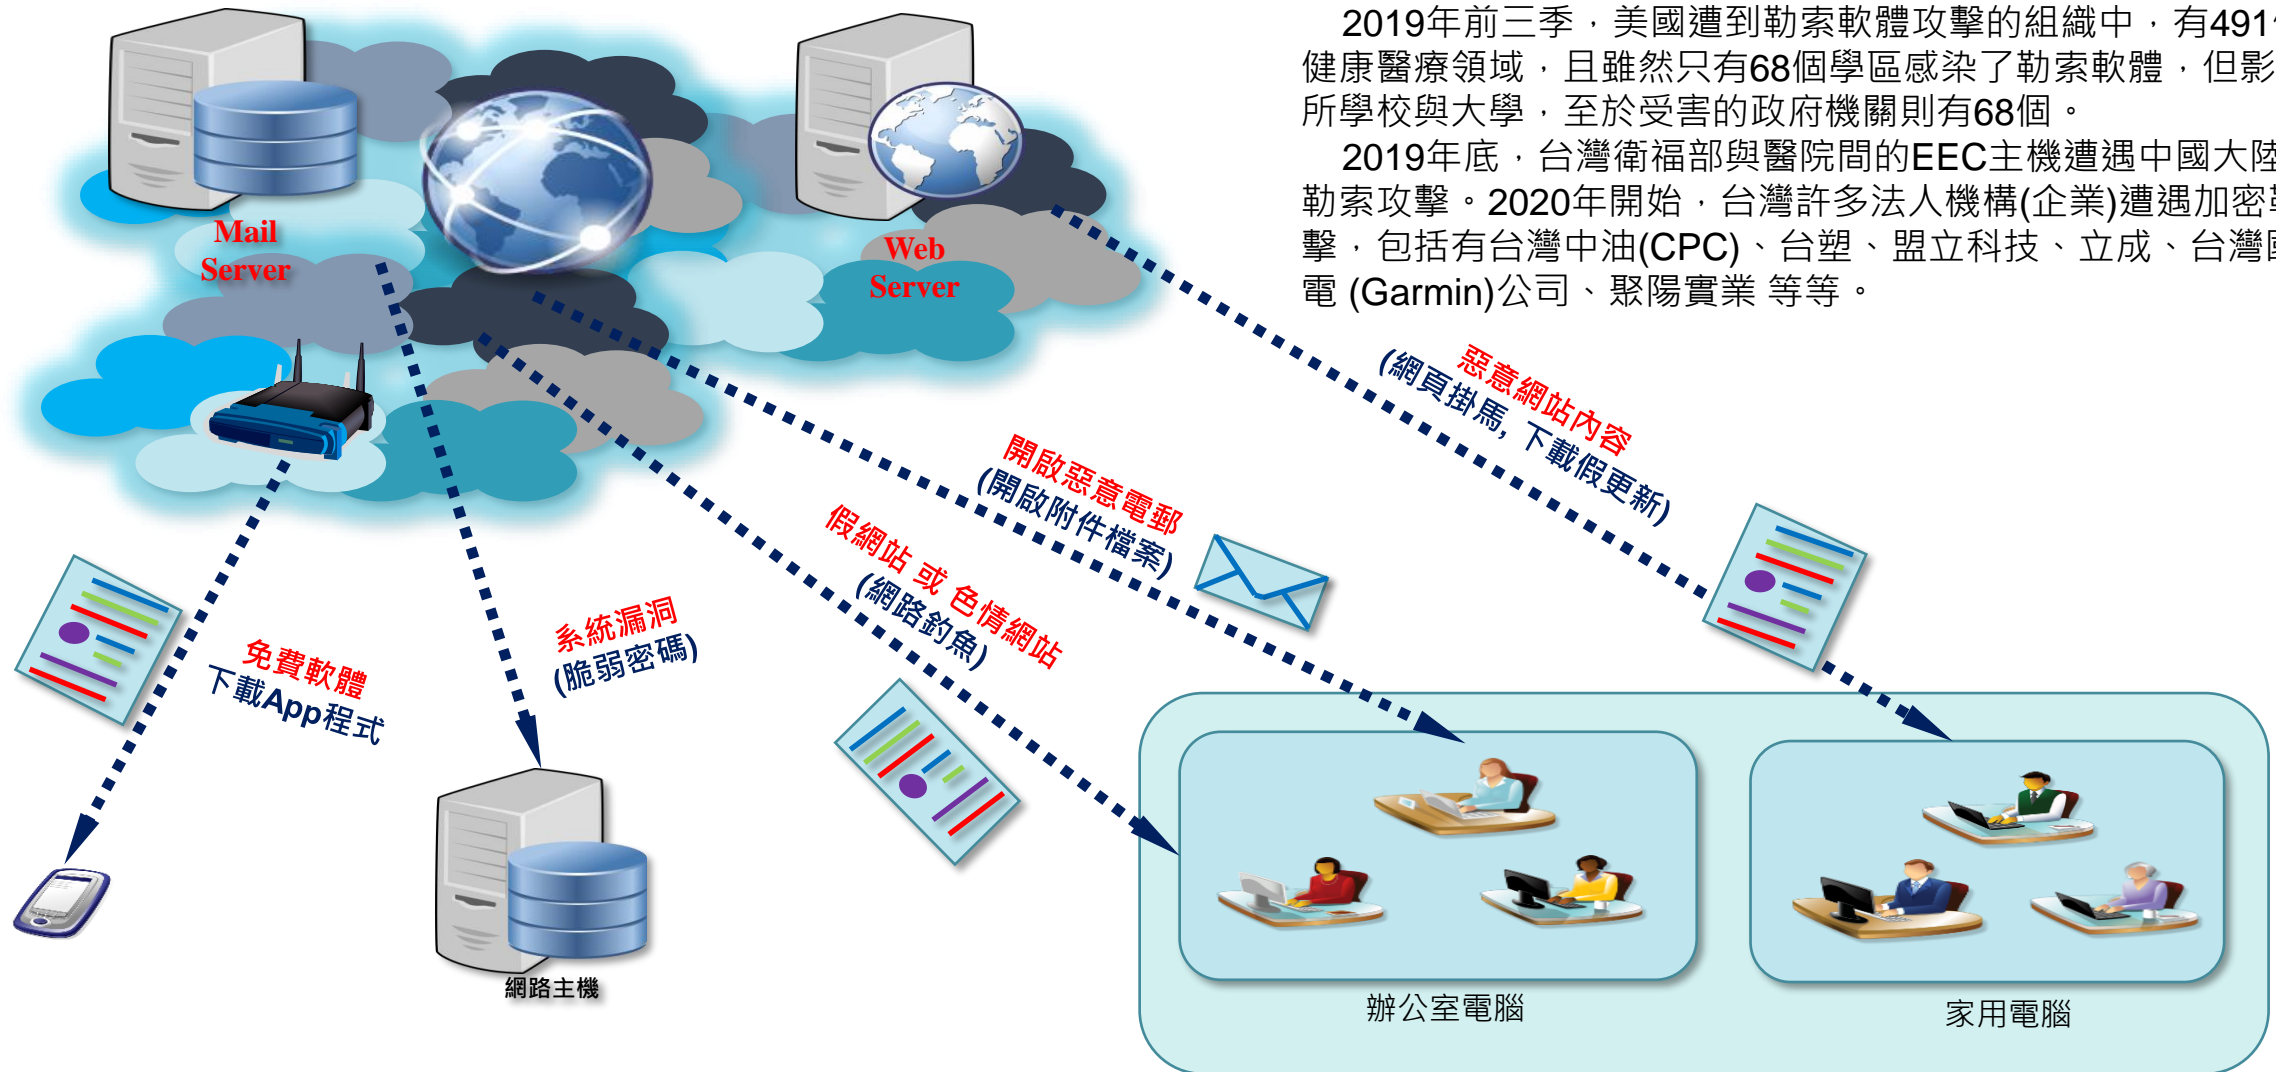 2019年前三季，美國遭到勒索軟體攻擊的組織中，有491
健康醫療領域，且雖然只有68個學區感染了勒索軟體，但影
所學校與大學，至於受害的政府機關則有68個。
2019年底，台灣衛福部與醫院間的EEC主機遭遇中國大陸
勒索攻擊。2020年開始，台灣許多法人機構(企業)遭遇加密
擊，包括有台灣中油(CPC)、台塑、盟立科技、立成、台灣
電 (Garmin)公司、聚陽實業 等等。
Mail
Server
Web
Server
惡意網站內容
(網頁掛馬, 下載假更新)
開啟惡意電郵
(開啟附件檔案)
假網站 或 色情網站
(網路釣魚)
系統漏洞
(脆弱密碼)
免費軟體
下載App程式
網路主機
辦公室電腦
家用電腦